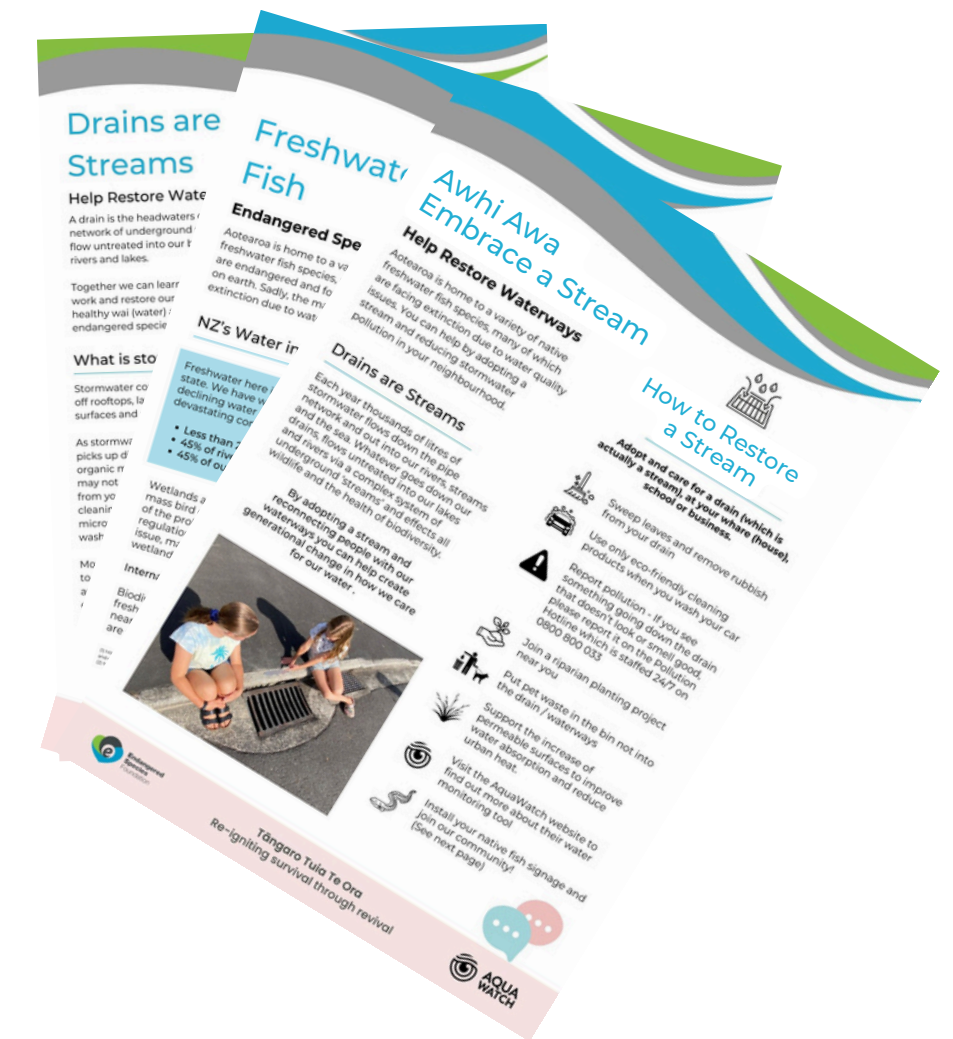 Drains are
Streams
Help Restore Wate
A drain is the headwaters
network of underground
flow untreated into our
rivers and lakes.
Together we can learn
work and restore our
healthy wai (water)
endangered specie
What is sto
Stormwater co
off rooftops, la
surfaces and
As stormwa
picks up d
organic m
may not
from yo
cleanin
micro
wash
Mo
to
a
Freshwate
Fish
Endangered Spe
Aotearoa is home to a va
freshwater fish species,
are endangered and fo
on earth. Sadly, the ma
extinction due to wat
NZ's Water in
Freshwater here i
state. We have w
declining water
devastating con
• Less than 2
• 45% of rive
• 45% of ou
Wetlands a
mass bird
of the pro
regulatio
issue, ma
wetland
Interna
Biodi
fresh
near
are
Awhi Awa
Embrace a Stream
Help Restore Waterways
Aotearoa is home to a variety of native
freshwater fish species, many of which
are facing extinction due to water quality
issues. You can help by adopting a
stream and reducing stormwater
pollution in your neighbourhood.
Drains are Streams
Each year thousands of litres of
stormwater flows down the pipe
network and out into our rivers, streams
and the sea. Whatever goes down our
drains, flows untreated into our lakes
and rivers via a complex system of
underground 'streams' and effects all
wildlife and the health of biodiversity.
By adopting a stream and
reconnecting people with our
waterways you can help create
generational change in how we care
for our water .
How to Restore
a Stream
Adopt and care for a drain (which is
actually a stream), at your whare (house),
school or business.
Sweep leaves and remove rubbish
from your drain
Use only eco-friendly cleaning
products when you wash your car
Report pollution - If you see
something going down the drain
that doesn't look or smell good,
please report it on the Pollution
Hotline which is staffed 24/7 on
0800 800 033
Join a riparian planting project
near you
Put pet waste in the bin not into
the drain / waterways
Support the increase of
permeable surfaces to improve
water absorption and reduce
urban heat.
Visit the AquaWatch website to
find out more about their water
monitoring tool
Install your native fish signage and
join our community!
(See next page)
e
Endangered
Species
Foundation
Tāngaro Tuia Te Ora
Re-igniting survival through revival
AQUA
WATCH